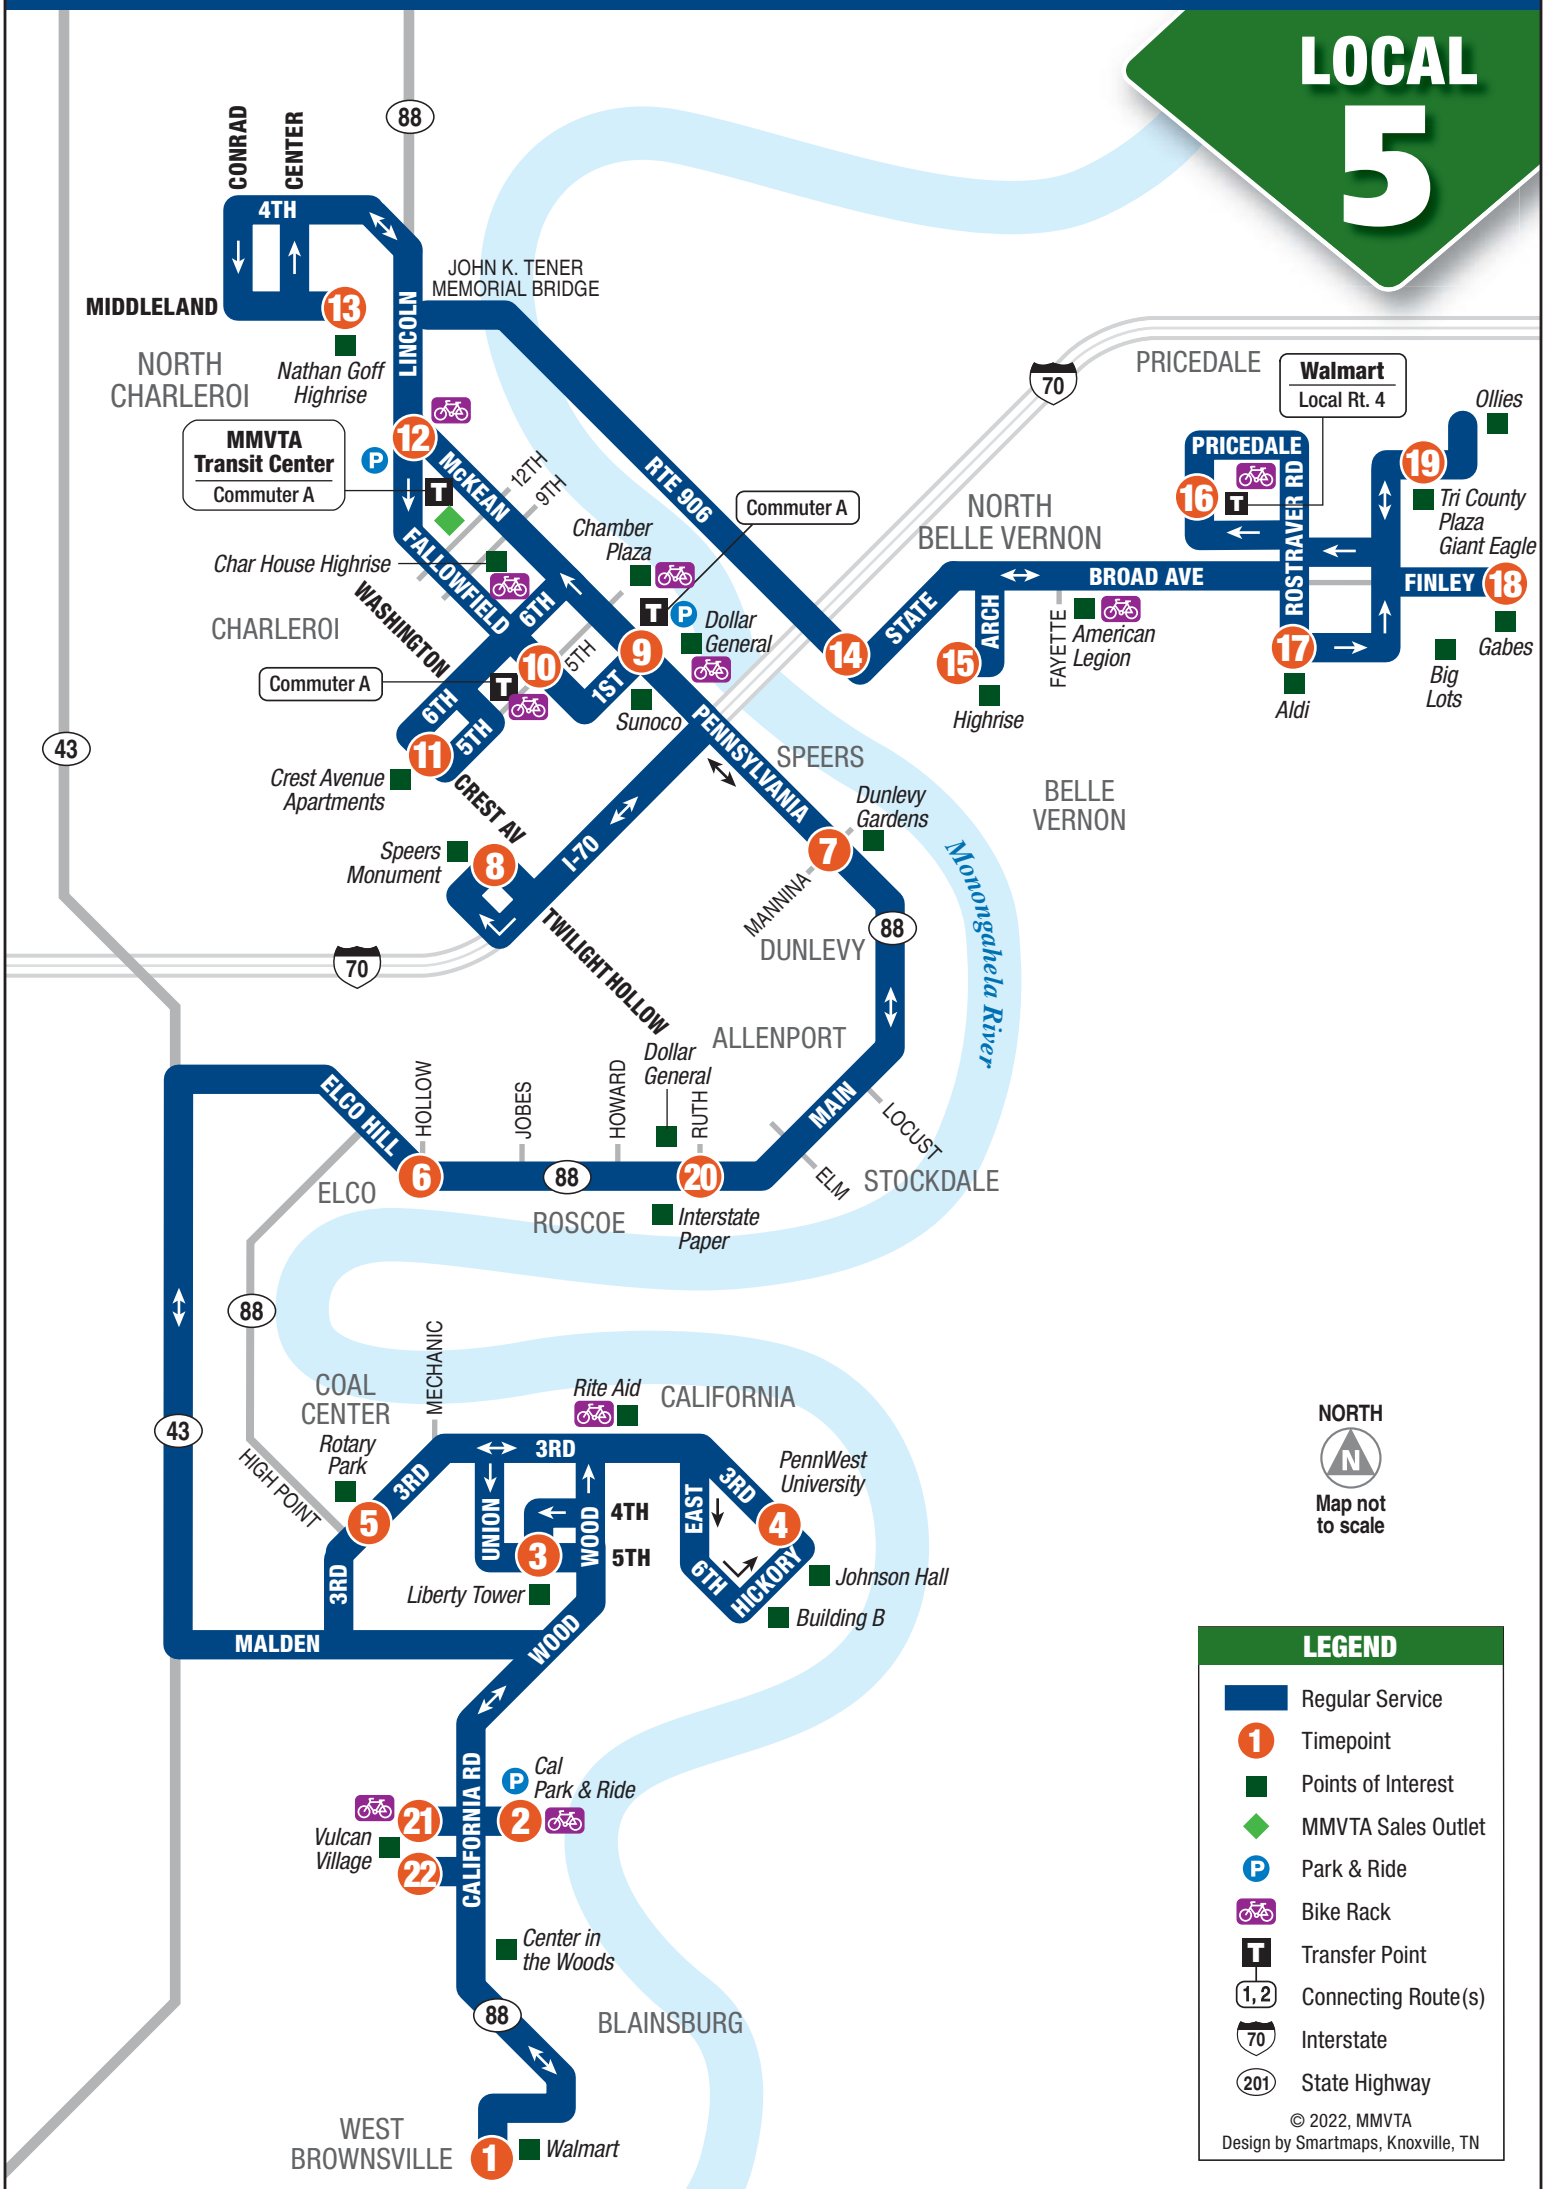 LOCAL
5
CONRAD
CENTER
88
4TH
JOHN K. TENER
MEMORIAL BRIDGE
MIDDLELAND
13
LINCOLN
NORTH
CHARLEROI
Nathan Goff
Highrise
70
PRICEDALE
Walmart
Local Rt. 4
Ollies
MMVTA
Transit Center
Commuter A
P
12
McKEAN
T
12TH
9TH
RTE 906
Commuter A
NORTH
BELLE VERNON
PRICEDALE
16
T
ROSTRAVER RD
19
Tri County
Plaza
Giant Eagle
Char House Highrise
FALLOWFIELD
Chamber
Plaza
T
P
Dollar
General
WASHINGTON
6TH
CHARLEROI
STATE
BROAD AVE
ARCH
FAYETTE
American
Legion
FINLEY
18
Gabes
Big
Lots
17
Aldi
10
5TH
9
1ST
Sunoco
14
15
Highrise
Commuter A
T
6TH
5TH
11
Crest Avenue
Apartments
CREST AV
43
PENNSYLVANIA
SPEERS
BELLE
VERNON
Dunlevy
Gardens
7
MANNINA
DUNLEVY
88
Speers
Monument
8
I-70
TWILIGHT HOLLOW
70
Monongahela River
ALLENPORT
Dollar
General
ELCO HILL
HOLLOW
JOBES
HOWARD
RUTH
MAIN
LOCUST
ELM
STOCKDALE
6
88
20
ELCO
ROSCOE
Interstate
Paper
88
43
COAL
CENTER
Rotary
Park
MECHANIC
HIGH POINT
Rite Aid
CALIFORNIA
3RD
3RD
5
3RD
UNION
4TH
WOOD
5TH
3
Liberty Tower
EAST
3RD
PennWest
University
4
6TH
HICKORY
Johnson Hall
Building B
MALDEN
WOOD
NORTH
N
Map not
to scale
CALIFORNIA RD
P
Cal
Park & Ride
21
2
Vulcan
Village
22
Center in
the Woods
88
BLAINSBURG
WEST
BROWNSVILLE
1
Walmart
LEGEND
Regular Service
1
Timepoint
Points of Interest
MMVTA Sales Outlet
P
Park & Ride
Bike Rack
T
Transfer Point
1, 2
Connecting Route(s)
70
Interstate
201
State Highway
© 2022, MMVTA
Design by Smartmaps, Knoxville, TN